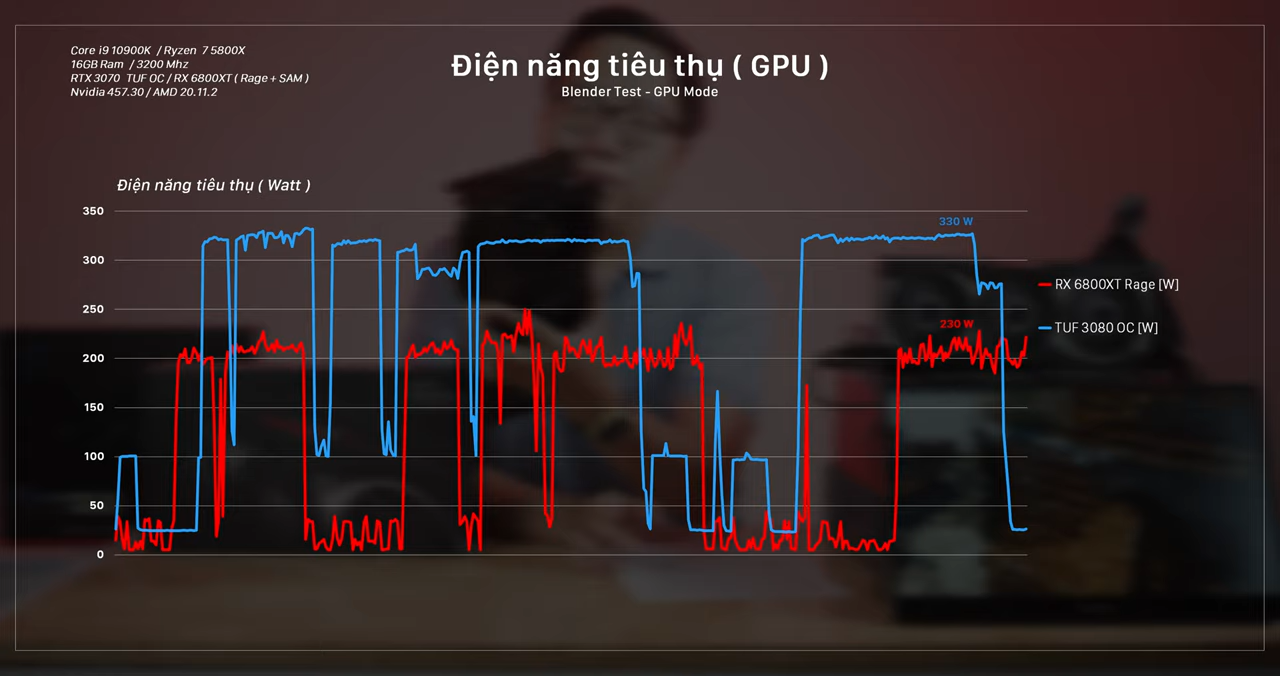 Core i9 10900K / Ryzen 7 5800X
16GB Ram / 3200 Mhz
RTX 3070 TUF OC / RX 6800XT ( Rage + SAM )
Nvidia 457.30 / AMD 20.11.2
Điện năng tiêu thụ ( GPU )
Blender Test - GPU Mode
Điện năng tiêu thụ ( Watt )
350
300
250
200
150
100
50
0
330 W
230 W
RX 6800XT Rage [W]
TUF 3080 OC [W]